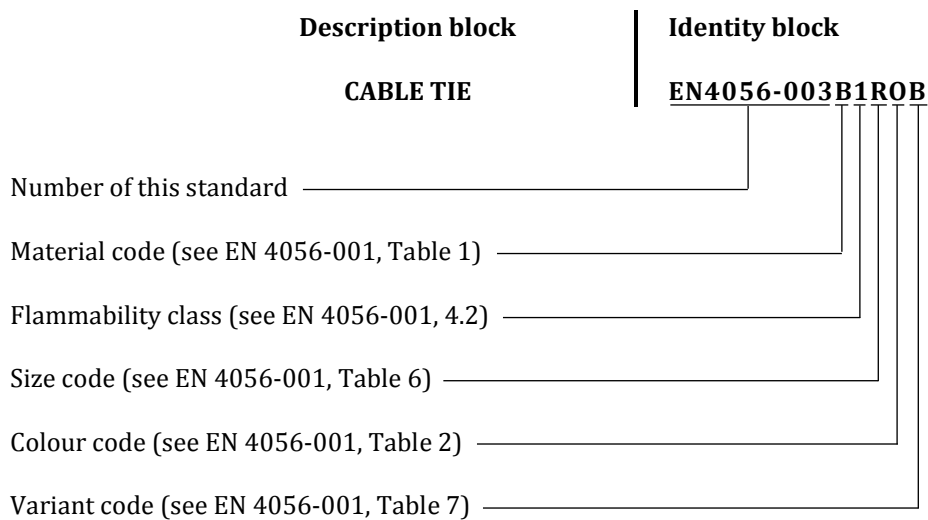 Description block Identity block
CABLE TIE EN4056-003B1ROB
Number of this standard
Material code (see EN 4056-001, Table 1)
Flammability class (see EN 4056-001, 4.2)
Size code (see EN 4056-001, Table 6)
Colour code (see EN 4056-001, Table 2)
Variant code (see EN 4056-001, Table 7)